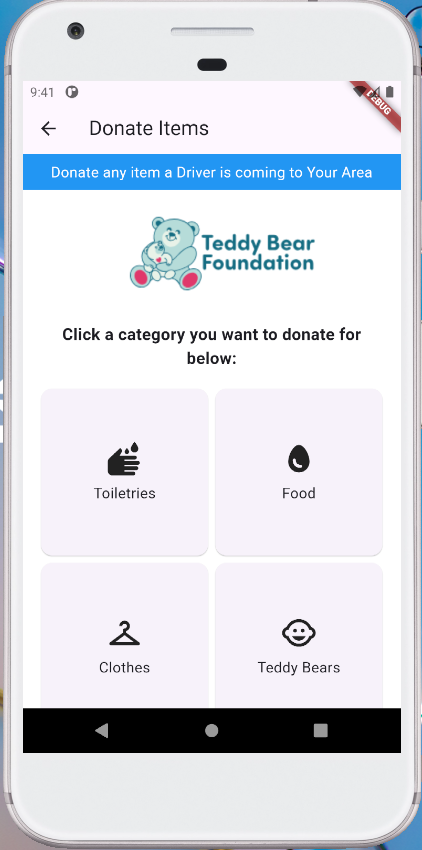 9:41
DEBUG
Donate Items
Donate any item a Driver is coming to Your Area
Teddy Bear
Foundation
Click a category you want to donate for
below:
Toiletries
Food
Clothes
Teddy Bears